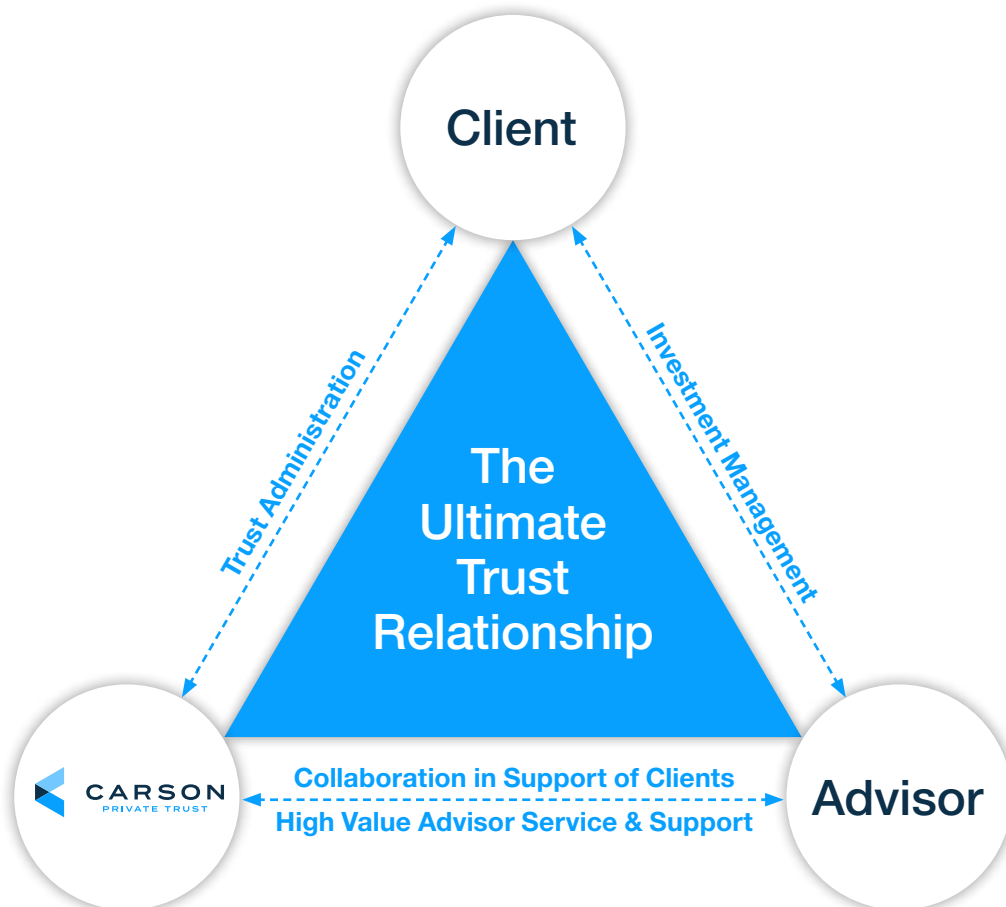 Client
Trust Administration
Investment Management
The
Ultimate
Trust
Relationship
CARSON
PRIVATE TRUST
Collaboration in Support of Clients
High Value Advisor Service & Support
Advisor